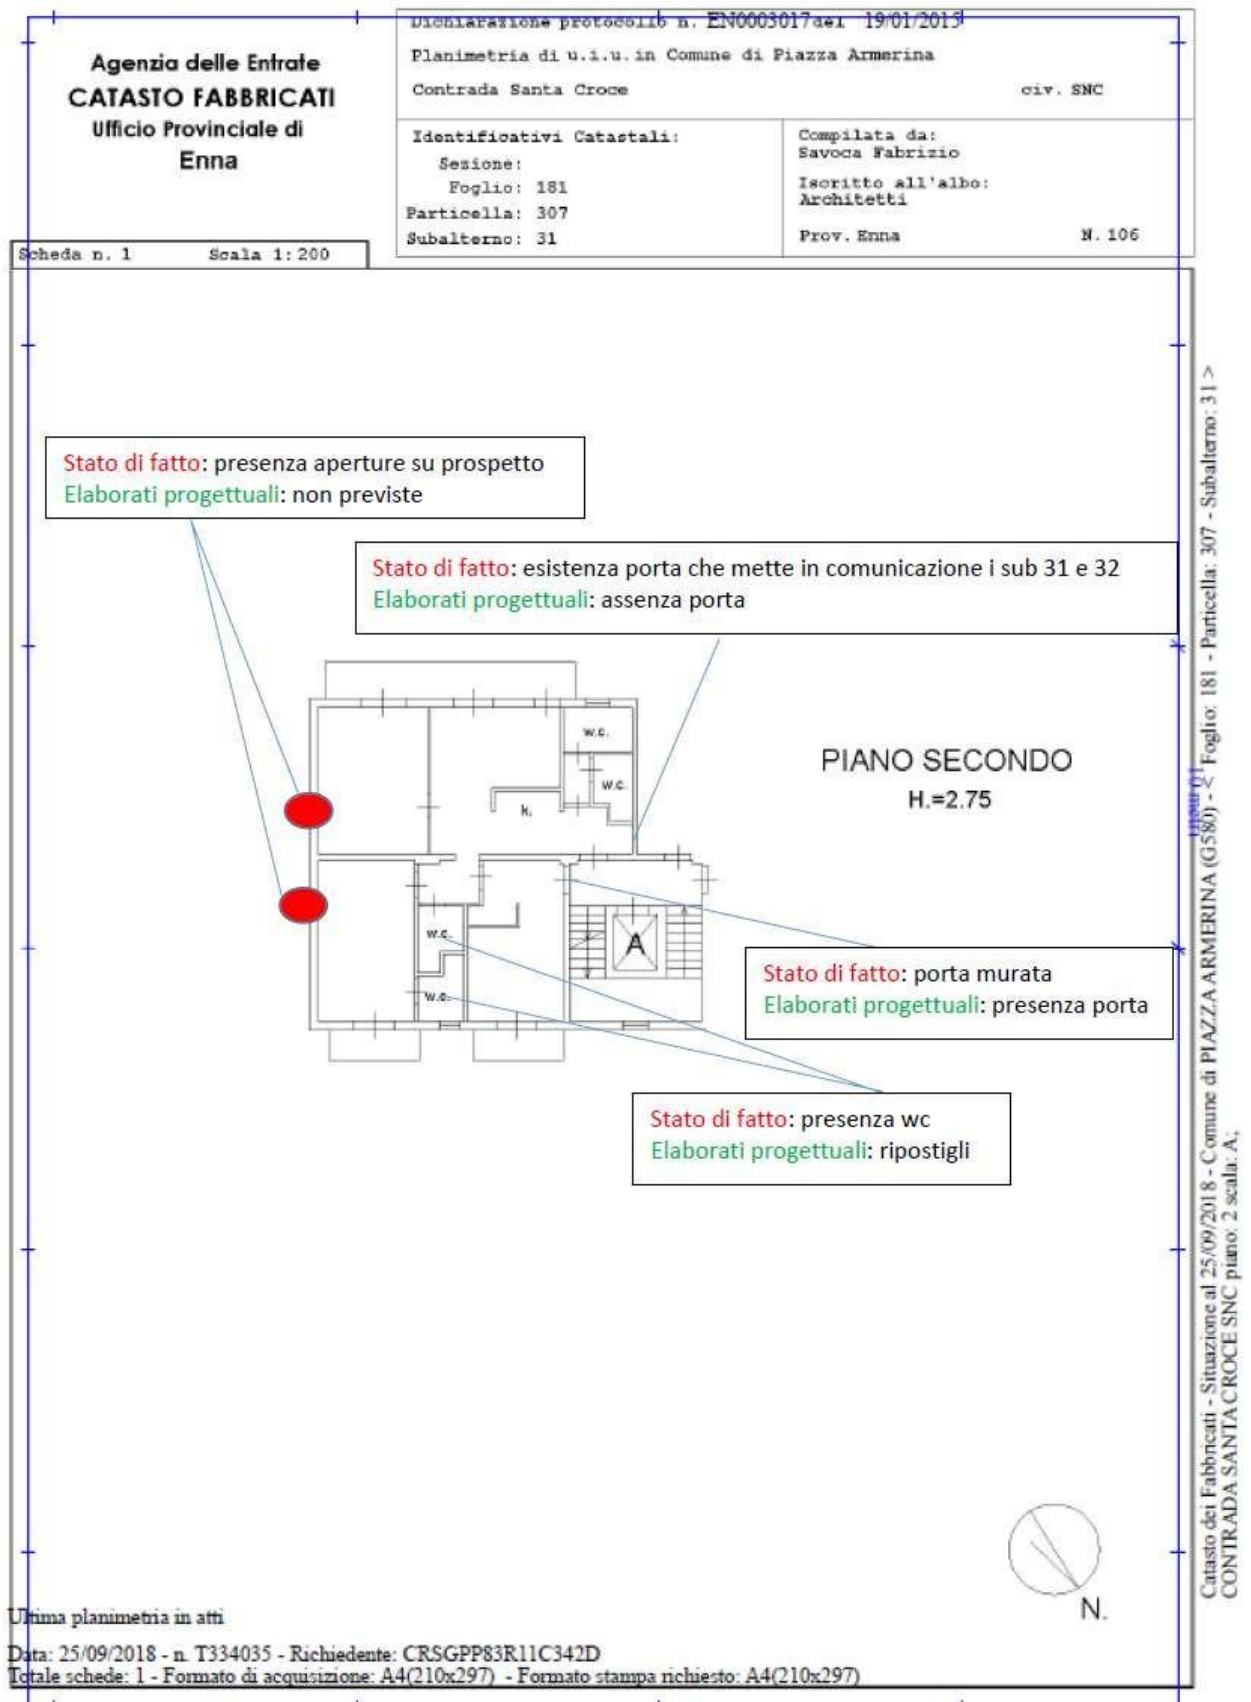 Agenzia delle Entrate
CATASTO FABBRICATI
Ufficio Provinciale di
Enna
Dichiarazione protocollo n. EN0003017 del 19/01/2015
Planimetria di u.i.u. in Comune di Piazza Armerina
Contrada Santa Croce civ. SNC
Identificativi Catastali:
Sezione:
Foglio: 181
Particella: 307
Subalterno: 31
Compilata da:
Savoca Fabrizio
Iscritto all'albo:
Architetti
Prov. Enna N. 106
Scheda n. 1 Scala 1:200
Stato di fatto: presenza aperture su prospetto
Elaborati progettuali: non previste
Stato di fatto: esistenza porta che mette in comunicazione i sub 31 e 32
Elaborati progettuali: assenza porta
w.c.
w.c.
k.
PIANO SECONDO
H.=2.75
w.c.
w.c.
A
Stato di fatto: porta murata
Elaborati progettuali: presenza porta
Stato di fatto: presenza wc
Elaborati progettuali: ripostigli
N.
Ultima planimetria in atti
Data: 25/09/2018 - n. T334035 - Richiedente: CRSGPP83R11C342D
Totale schede: 1 - Formato di acquisizione: A4(210x297) - Formato stampa richiesto: A4(210x297)
Catasto dei Fabbricati - Situazione al 25/09/2018 - Comune di PIAZZA ARMERINA (G580) - < Foglio: 181 - Particella: 307 - Subalterno: 31 >
CONTRADA SANTA CROCE SNC piano: 2 scala: A;
10 metri